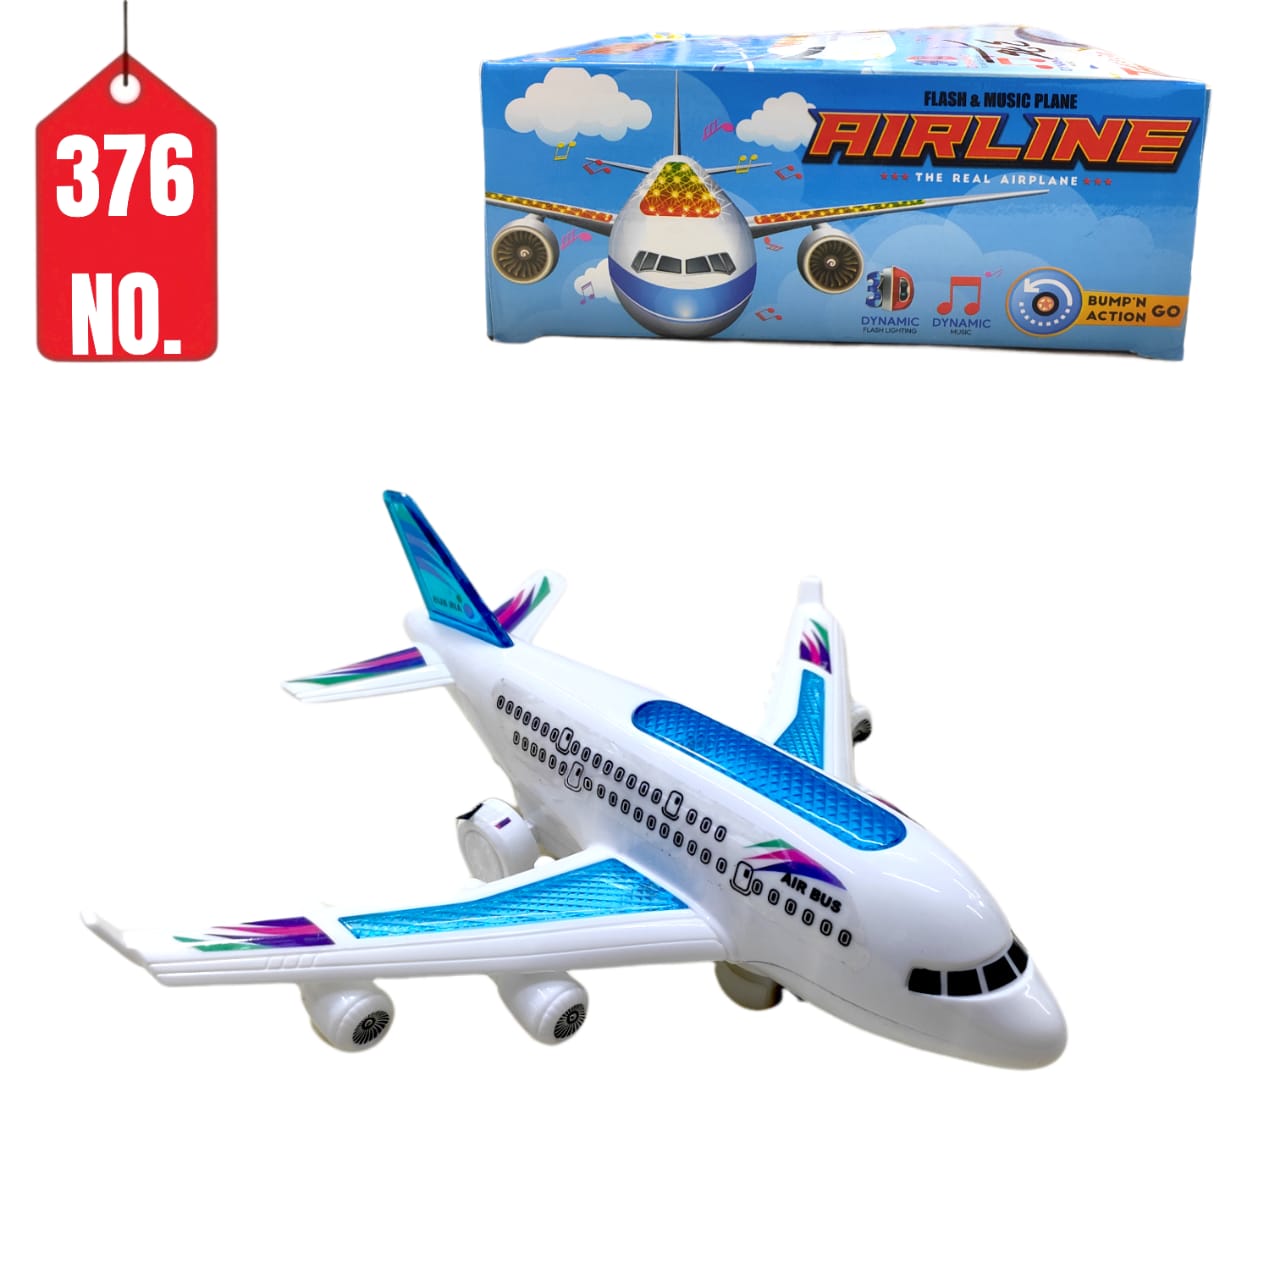 376
NO.
FLASH & MUSIC PLANE
AIRLINE
THE REAL AIRPLANE
3D
DYNAMIC
FLASH LIGHTING
DYNAMIC
MUSIC
BUMP'N
ACTION GO
AIR BUS